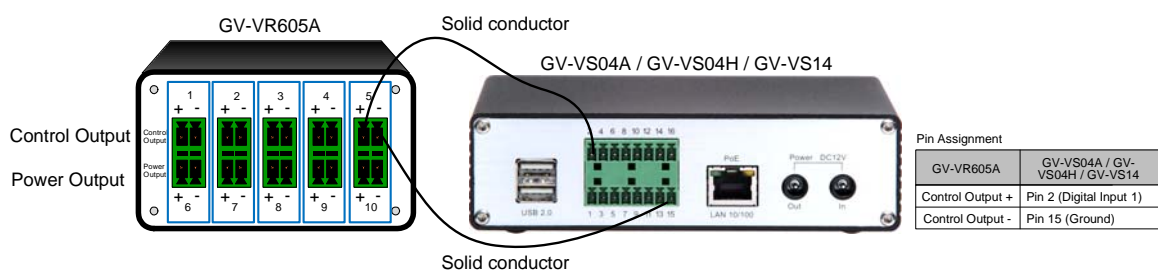 GV-VR605A
Solid conductor
GV-VS04A / GV-VS04H / GV-VS14
1 2 3 4 5
+ - + - + - + - + -
Control Output
Control Output
Power Output
Power Output
+ - + - + - + - + -
6 7 8 9 10
4 6 8 10 12 14 16
PoE
Power DC12V
USB 2.0
1 3 5 7 9 11 13 15
LAN 10/100
Out In
Solid conductor
Pin Assignment
GV-VR605A
GV-VS04A / GV-
VS04H / GV-VS14
Control Output + Pin 2 (Digital Input 1)
Control Output - Pin 15 (Ground)